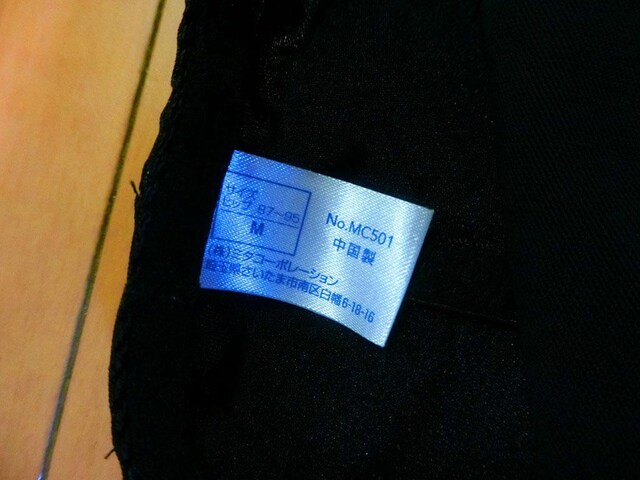 サイズ
ヒップ 87~95
M
No.MC501
中国製
(株)ミタコーポレーション
埼玉県さいたま市南区白幡6-18-16